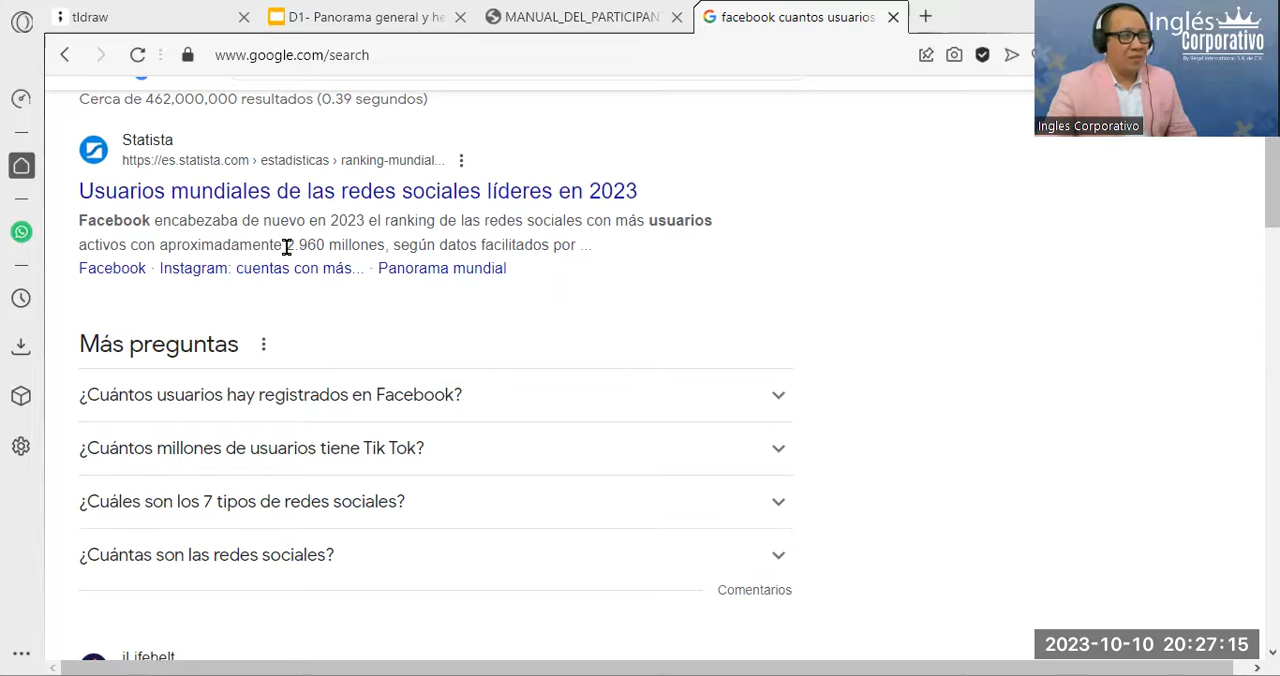 tldraw
D1- Panorama general y he
MANUAL_DEL_PARTICIPAN
facebook cuantos usuarios
www.google.com/search
Inglés
Corporativo
By Regal International, S.A. de C.V.
Ingles Corporativo
Cerca de 462,000,000 resultados (0.39 segundos)
Statista
https://es.statista.com › estadisticas › ranking-mundial...
Usuarios mundiales de las redes sociales líderes en 2023
Facebook encabezaba de nuevo en 2023 el ranking de las redes sociales con más usuarios
activos con aproximadamente 2.960 millones, según datos facilitados por ...
Facebook · Instagram: cuentas con más... · Panorama mundial
Más preguntas
¿Cuántos usuarios hay registrados en Facebook?
¿Cuántos millones de usuarios tiene Tik Tok?
¿Cuáles son los 7 tipos de redes sociales?
¿Cuántas son las redes sociales?
Comentarios
iLifebelt
2023-10-10 20:27:15